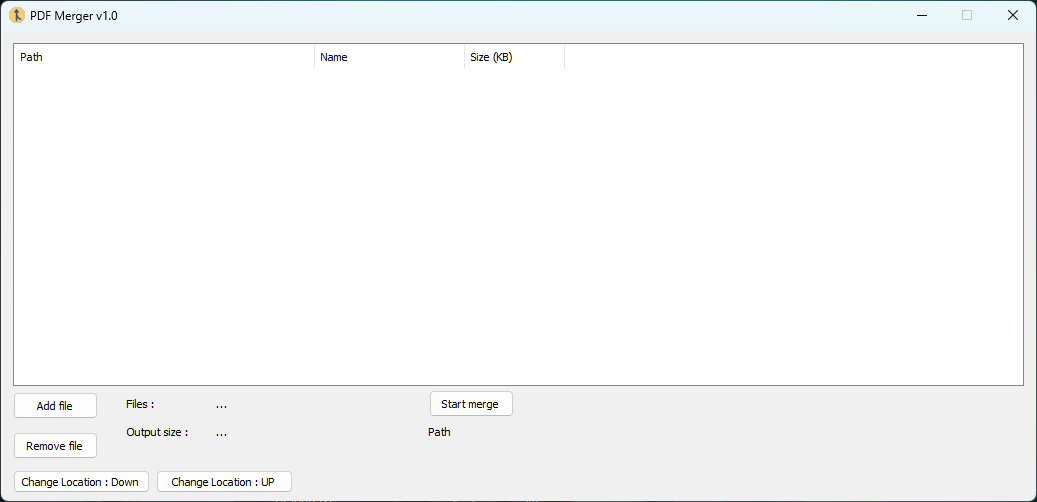 PDF Merger v1.0
Path Name Size (KB)
Add file Files : ... Start merge
Output size : ... Path
Remove file
Change Location : Down Change Location : UP